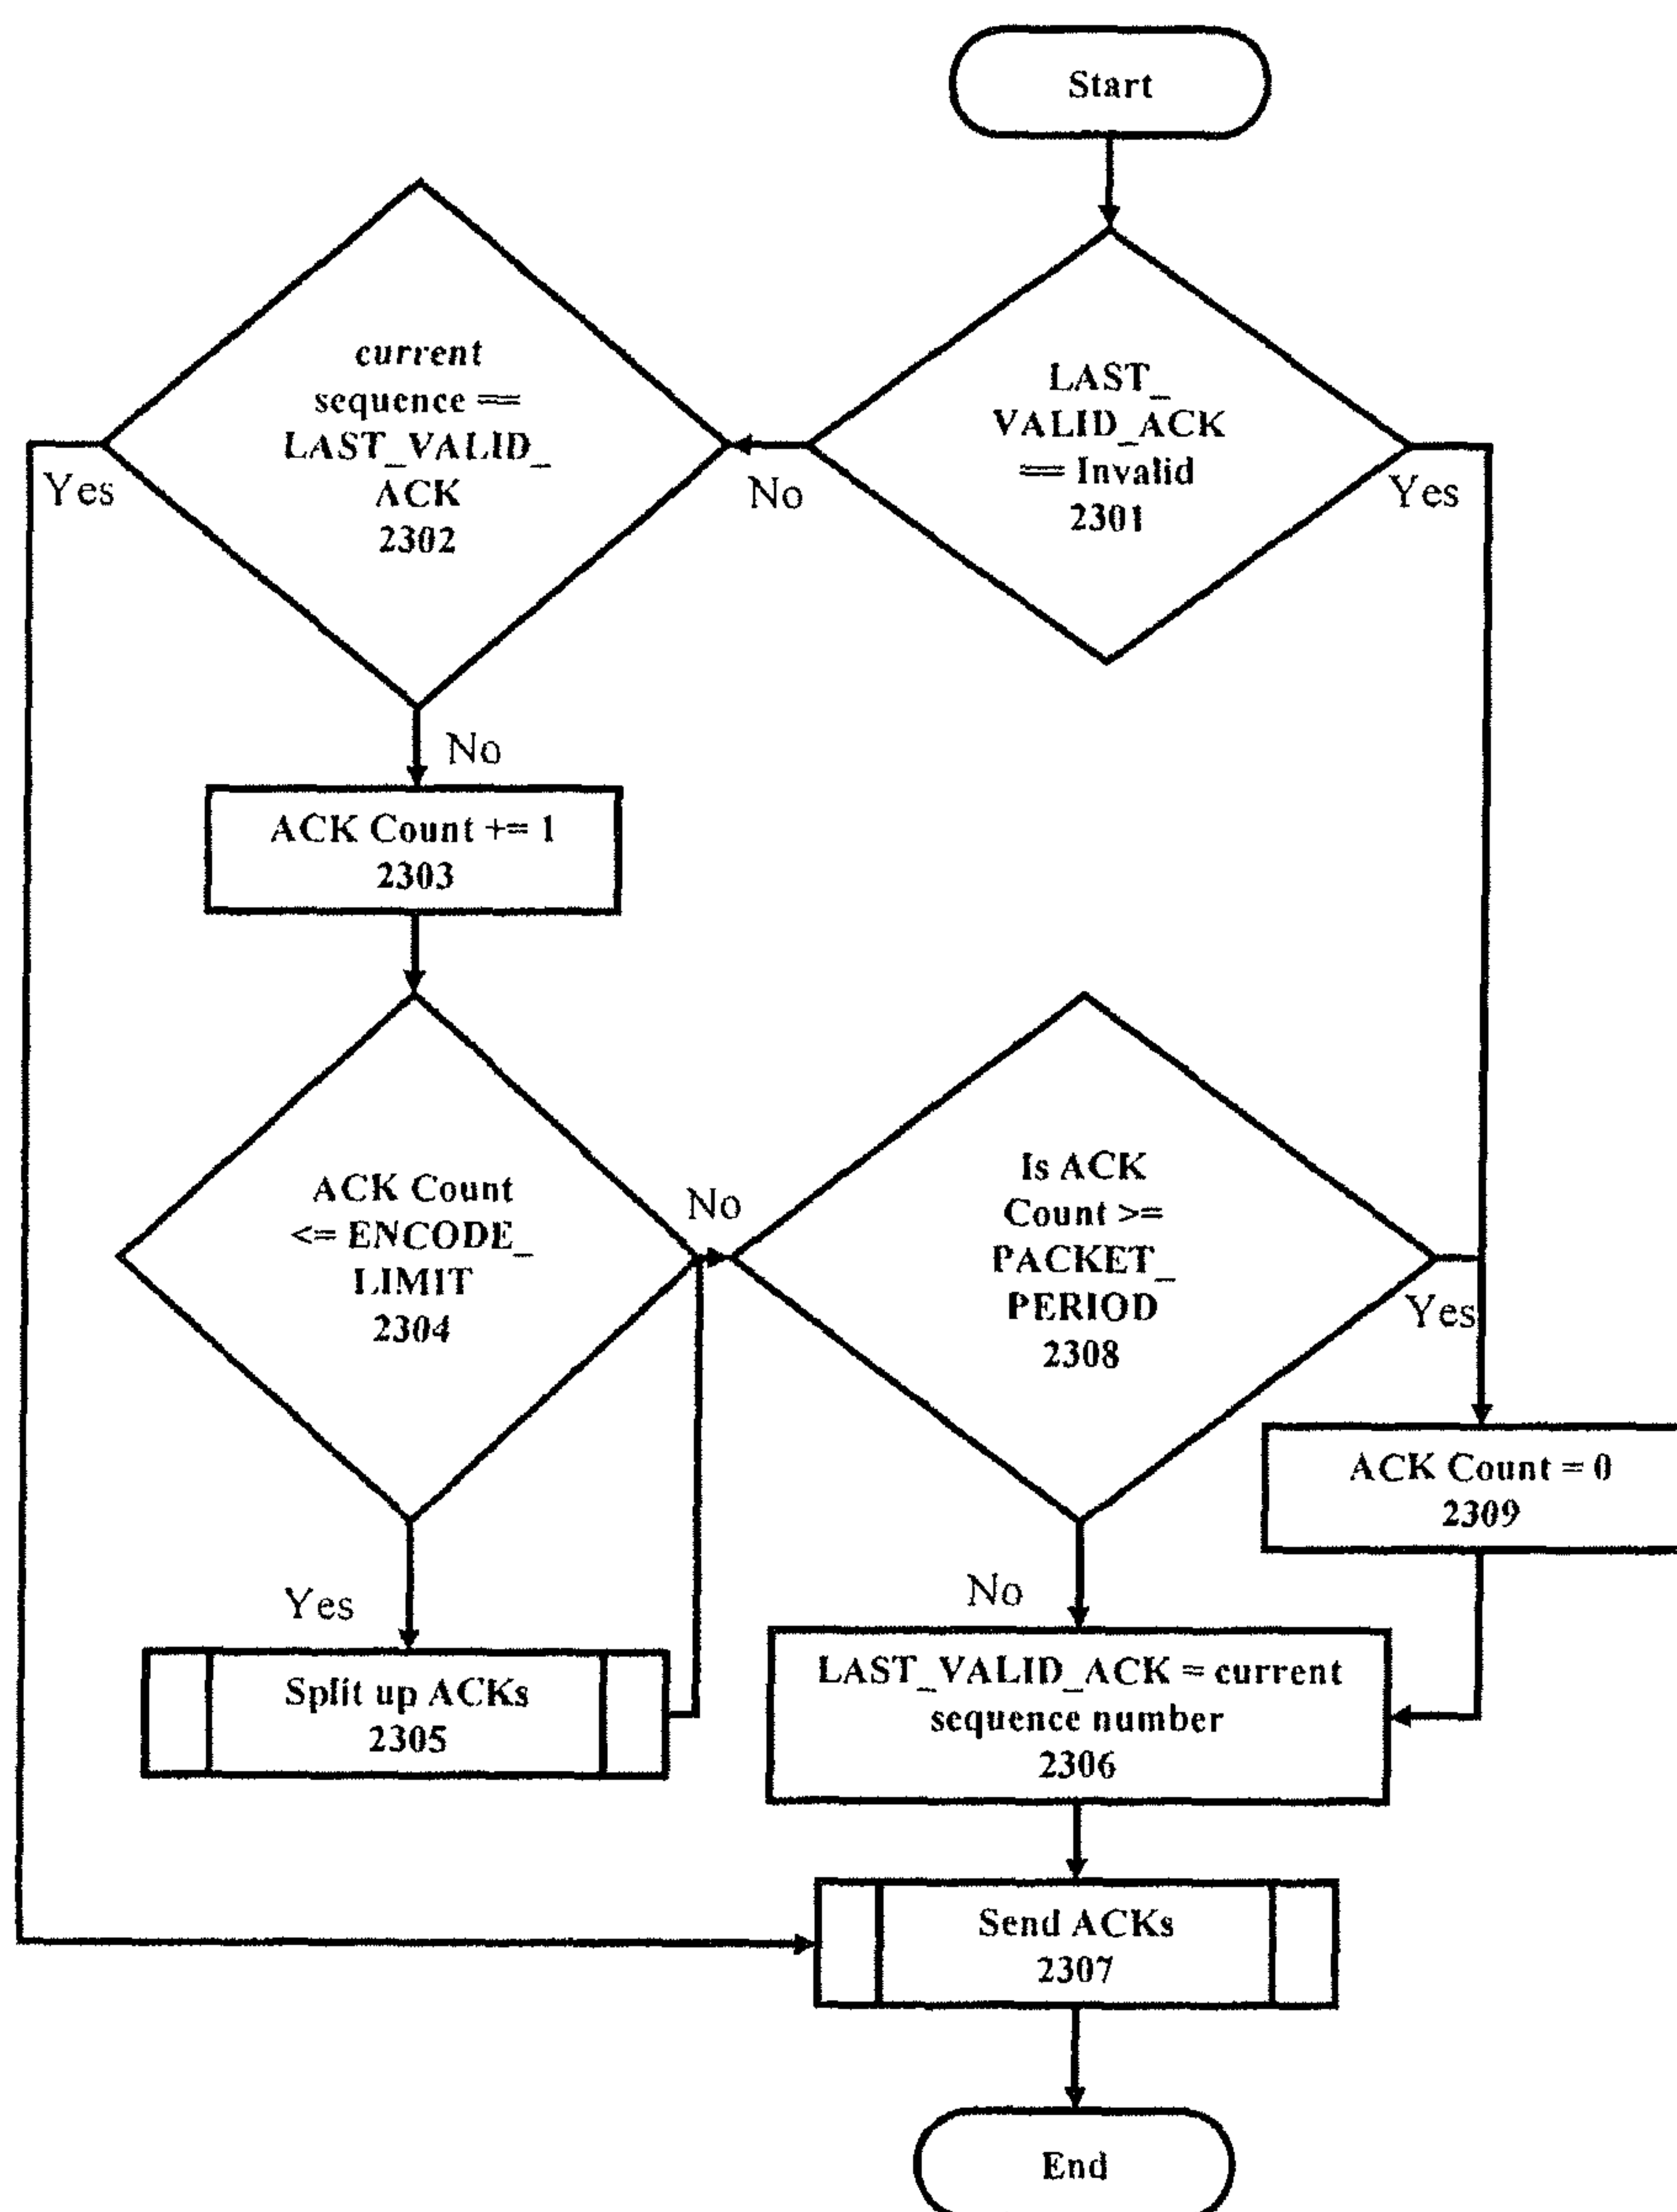 Start
LAST_
VALID_ACK
== Invalid
2301
Yes
No
current
sequence ==
LAST_VALID_
ACK
2302
Yes
No
ACK Count += 1
2303
ACK Count
<= ENCODE_
LIMIT
2304
No
Yes
Split up ACKs
2305
Is ACK
Count >=
PACKET_
PERIOD
2308
Yes
No
ACK Count = 0
2309
LAST_VALID_ACK = current
sequence number
2306
Send ACKs
2307
End